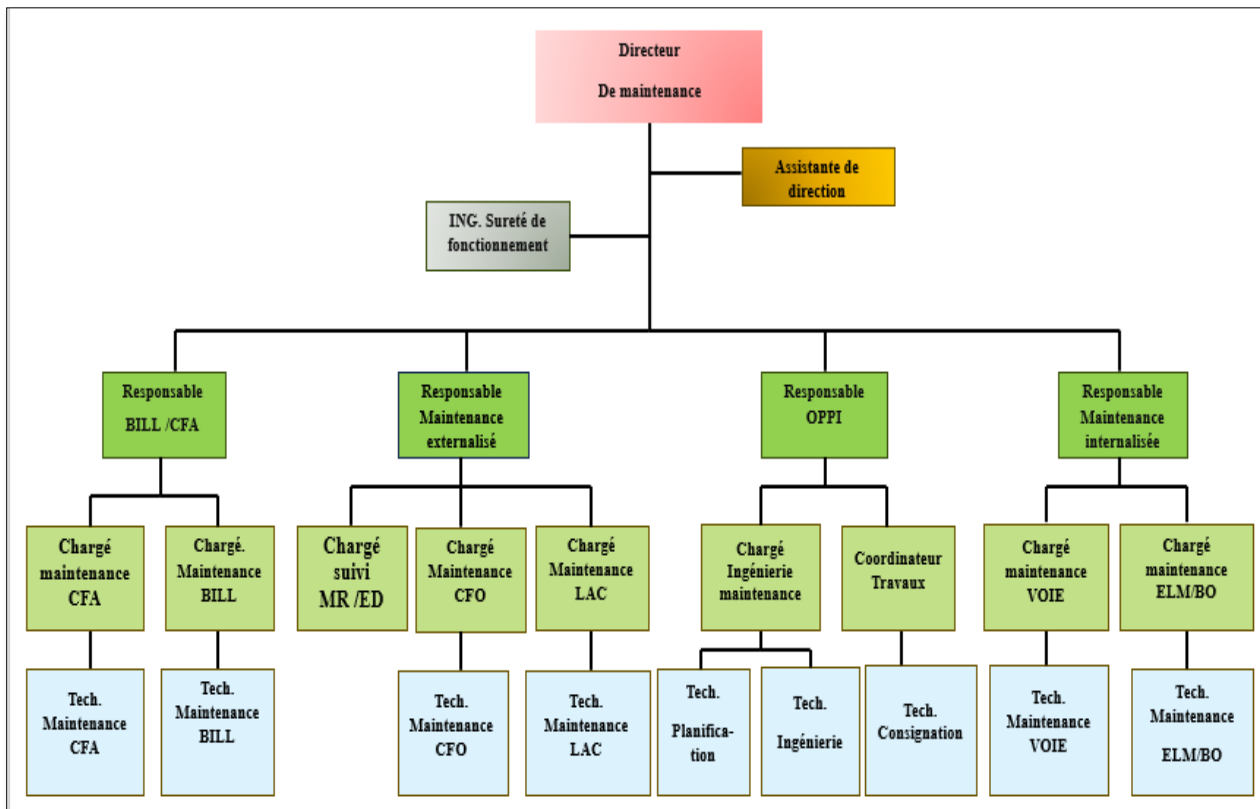 Directeur
De maintenance
Assistante de
direction
ING. Sureté de
fonctionnement
Responsable
BILL /CFA
Responsable
Maintenance
externalisé
Responsable
OPPI
Responsable
Maintenance
internalisée
Chargé
maintenance
CFA
Chargé.
Maintenance
BILL
Chargé
suivi
MR /ED
Chargé
Maintenance
CFO
Chargé
Maintenance
LAC
Chargé
Ingénierie
maintenance
Coordinateur
Travaux
Chargé
maintenance
VOIE
Chargé
maintenance
ELM/BO
Tech.
Maintenance
CFA
Tech.
Maintenance
BILL
Tech.
Maintenance
CFO
Tech.
Maintenance
LAC
Tech.
Planifica-
tion
Tech.
Ingénierie
Tech.
Consignation
Tech.
Maintenance
VOIE
Tech.
Maintenance
ELM/BO